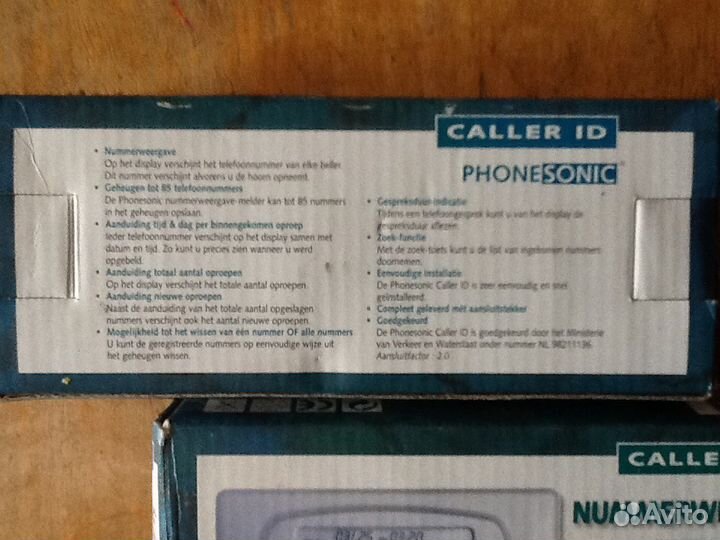 CALLER ID
PHONESONIC
• Nummerweergave
Op het display verschijnt het telefoonnummer van elke beller.
Dit nummer verschijnt alvorens u de hoorn opneemt.
• Geheugen tot 85 telefoonnummers
De Phonesonic nummerweergave-melder kan tot 85 nummers
in het geheugen opslaan.
• Aanduiding tijd & dag per binnengekomen oproep
Ieder telefoonnummer verschijnt op het display samen met
datum en tijd. Zo kunt u precies zien wanneer u werd
opgebeld.
• Aanduiding totaal aantal oproepen
Op het display verschijnt het totale aantal oproepen.
• Aanduiding nieuwe oproepen
Naast de aanduiding van het totale aantal opgeslagen
nummers verschijnt ook het aantal nieuwe oproepen.
• Mogelijkheid tot het wissen van één nummer OF alle nummers
U kunt de geregistreerde nummers op eenvoudige wijze uit
het geheugen wissen.
• Gespreksduur-indicatie
Tijdens een telefoongesprek kunt u van het display de
gespreksduur aflezen.
• Zoek-functie
Met de zoek-toets kunt u de lijst van ingekomen nummers
doornemen.
• Eenvoudige installatie
De Phonesonic Caller ID is zeer eenvoudig en snel
geïnstalleerd.
• Compleet geleverd mét aansluitstekker
• Goedgekeurd
De Phonesonic Caller ID is goedgekeurd door het Ministerie
van Verkeer en Waterstaat onder nummer NL 98211136.
Aansluitfactor : 2.0
CE
CALLE
NUMMERWE
Avito